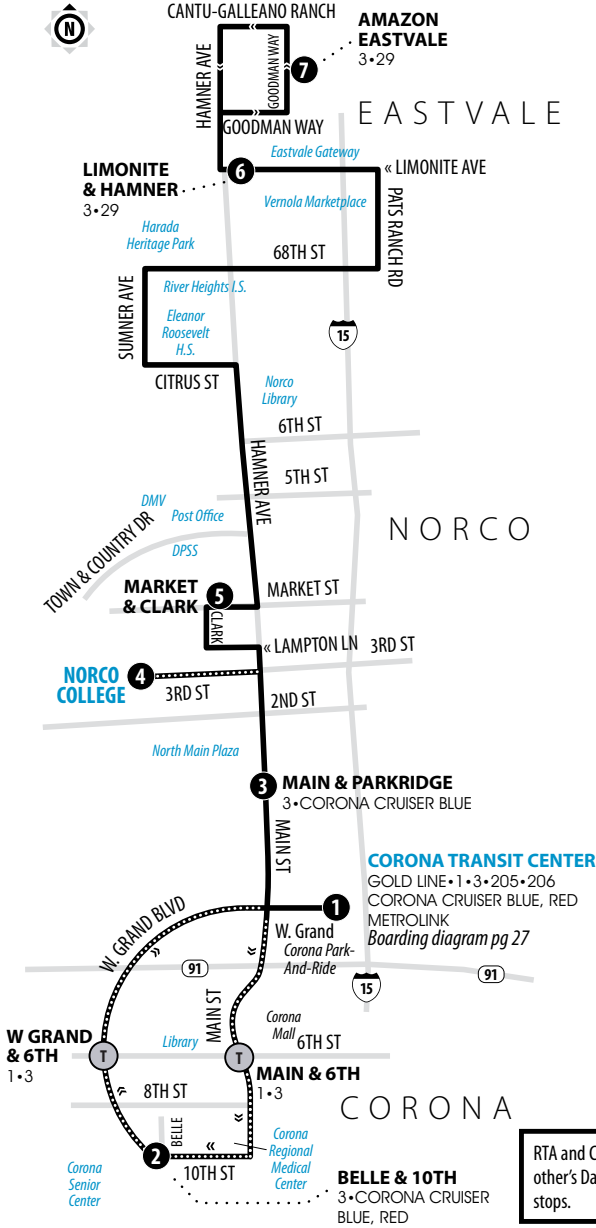 N
CANTU-GALLEANO RANCH
AMAZON
EASTVALE
3•29
7
HAMNER AVE
GOODMAN WAY
GOODMAN WAY
EASTVALE
Eastvale Gateway
LIMONITE
& HAMNER
3•29
6
« LIMONITE AVE
Vernola Marketplace
PATS RANCH RD
Harada
Heritage Park
68TH ST
SUMNER AVE
River Heights I.S.
Eleanor
Roosevelt
H.S.
15
CITRUS ST
Norco
Library
6TH ST
HAMNER AVE
5TH ST
DMV
Post Office
TOWN & COUNTRY DR
DPSS
NORCO
MARKET
& CLARK
5
MARKET ST
CLARK
« LAMPTON LN
3RD ST
NORCO
COLLEGE
4
3RD ST
2ND ST
North Main Plaza
3
MAIN & PARKRIDGE
3•CORONA CRUISER BLUE
MAIN ST
CORONA TRANSIT CENTER
GOLD LINE•1•3•205•206
CORONA CRUISER BLUE, RED
METROLINK
Boarding diagram pg 27
1
W. GRAND BLVD
W. Grand
Corona Park-
And-Ride
91
91
15
MAIN ST
Corona
Mall
W GRAND
& 6TH
1•3
T
Library
6TH ST
T
MAIN & 6TH
1•3
8TH ST
CORONA
BELLE
2
10TH ST
Corona
Regional
Medical
Center
Corona
Senior
Center
BELLE & 10TH
3•CORONA CRUISER
BLUE, RED
RTA and C
other's Da
stops.